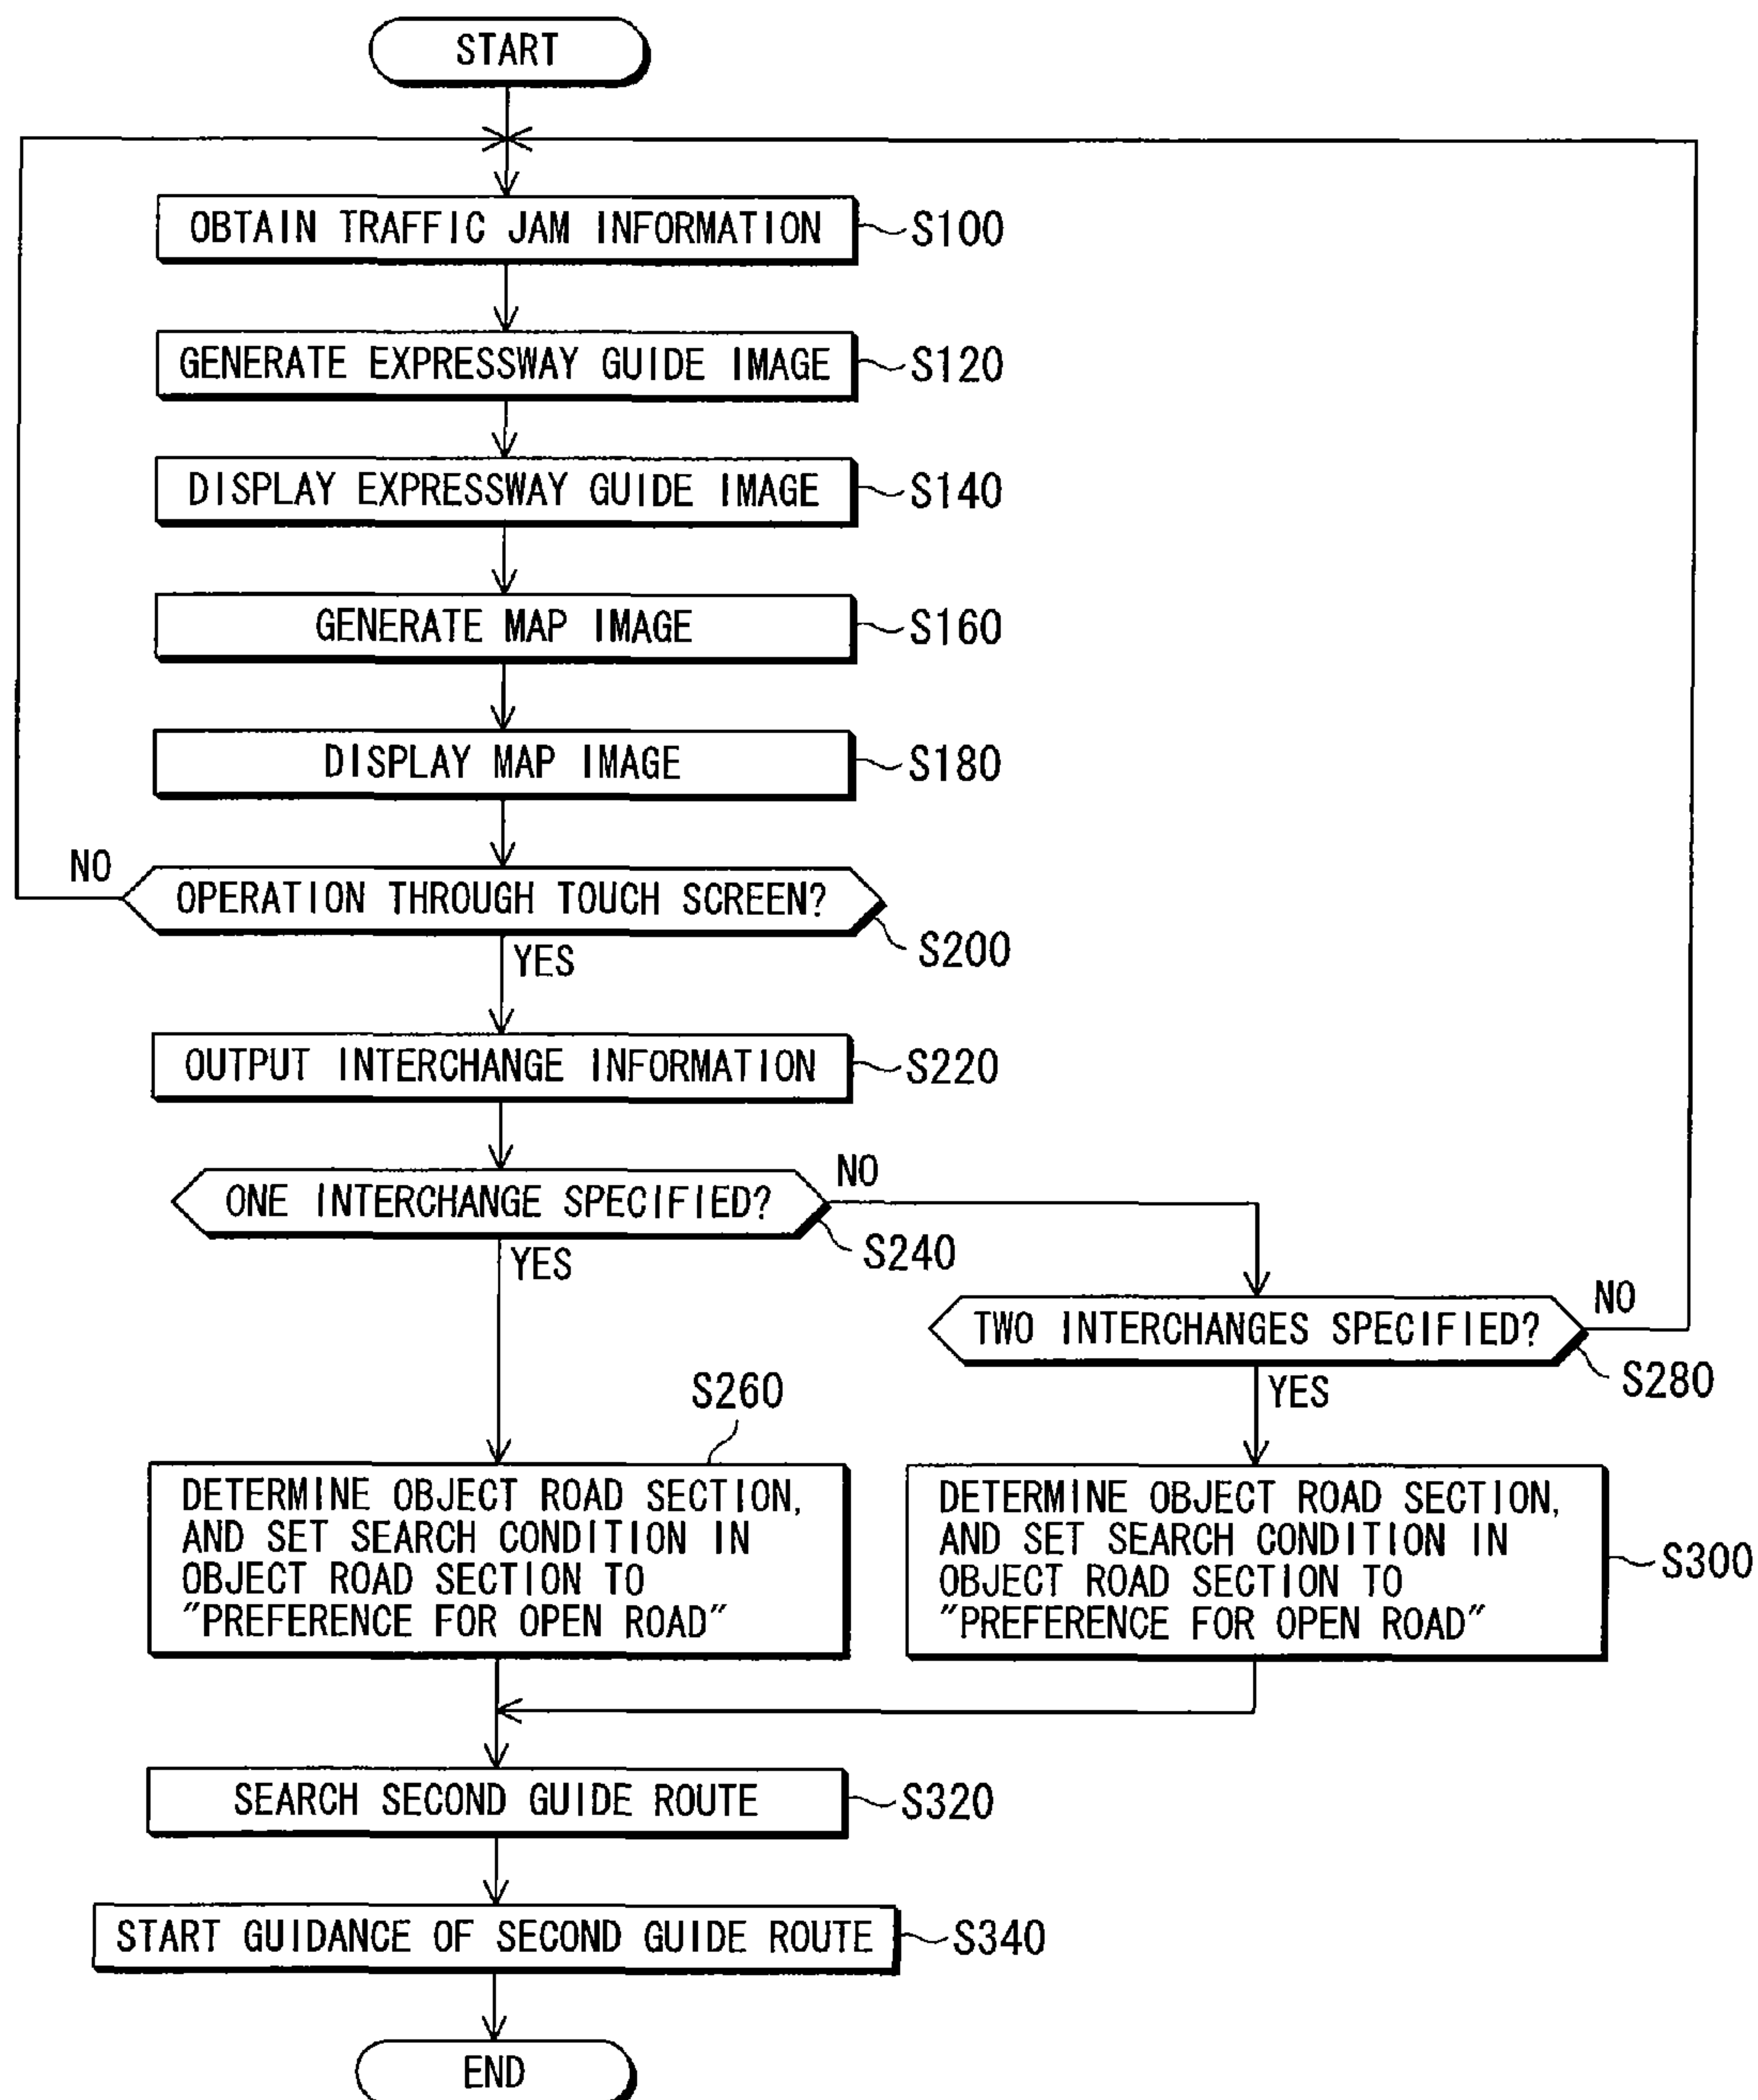 START
OBTAIN TRAFFIC JAM INFORMATION
S100
GENERATE EXPRESSWAY GUIDE IMAGE
S120
DISPLAY EXPRESSWAY GUIDE IMAGE
S140
GENERATE MAP IMAGE
S160
DISPLAY MAP IMAGE
S180
NO
OPERATION THROUGH TOUCH SCREEN?
S200
YES
OUTPUT INTERCHANGE INFORMATION
S220
ONE INTERCHANGE SPECIFIED?
NO
S240
YES
TWO INTERCHANGES SPECIFIED?
NO
S280
YES
S260
DETERMINE OBJECT ROAD SECTION,
AND SET SEARCH CONDITION IN
OBJECT ROAD SECTION TO
"PREFERENCE FOR OPEN ROAD"
DETERMINE OBJECT ROAD SECTION,
AND SET SEARCH CONDITION IN
OBJECT ROAD SECTION TO
"PREFERENCE FOR OPEN ROAD"
S300
SEARCH SECOND GUIDE ROUTE
S320
START GUIDANCE OF SECOND GUIDE ROUTE
S340
END